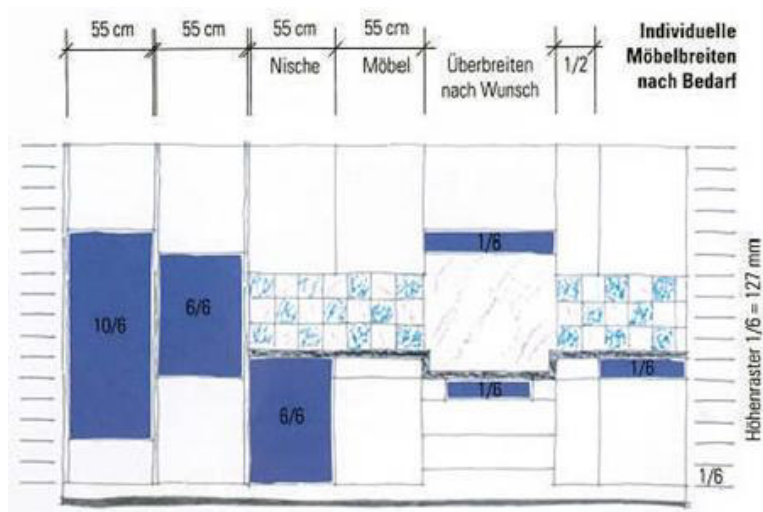 55 cm
55 cm
55 cm
55 cm
Nische
Möbel
Überbreiten
nach Wunsch
1/2
Individuelle
Möbelbreiten
nach Bedarf
1/6
10/6
6/6
1/6
1/6
6/6
1/6
Höhenraster 1/6 = 127 mm